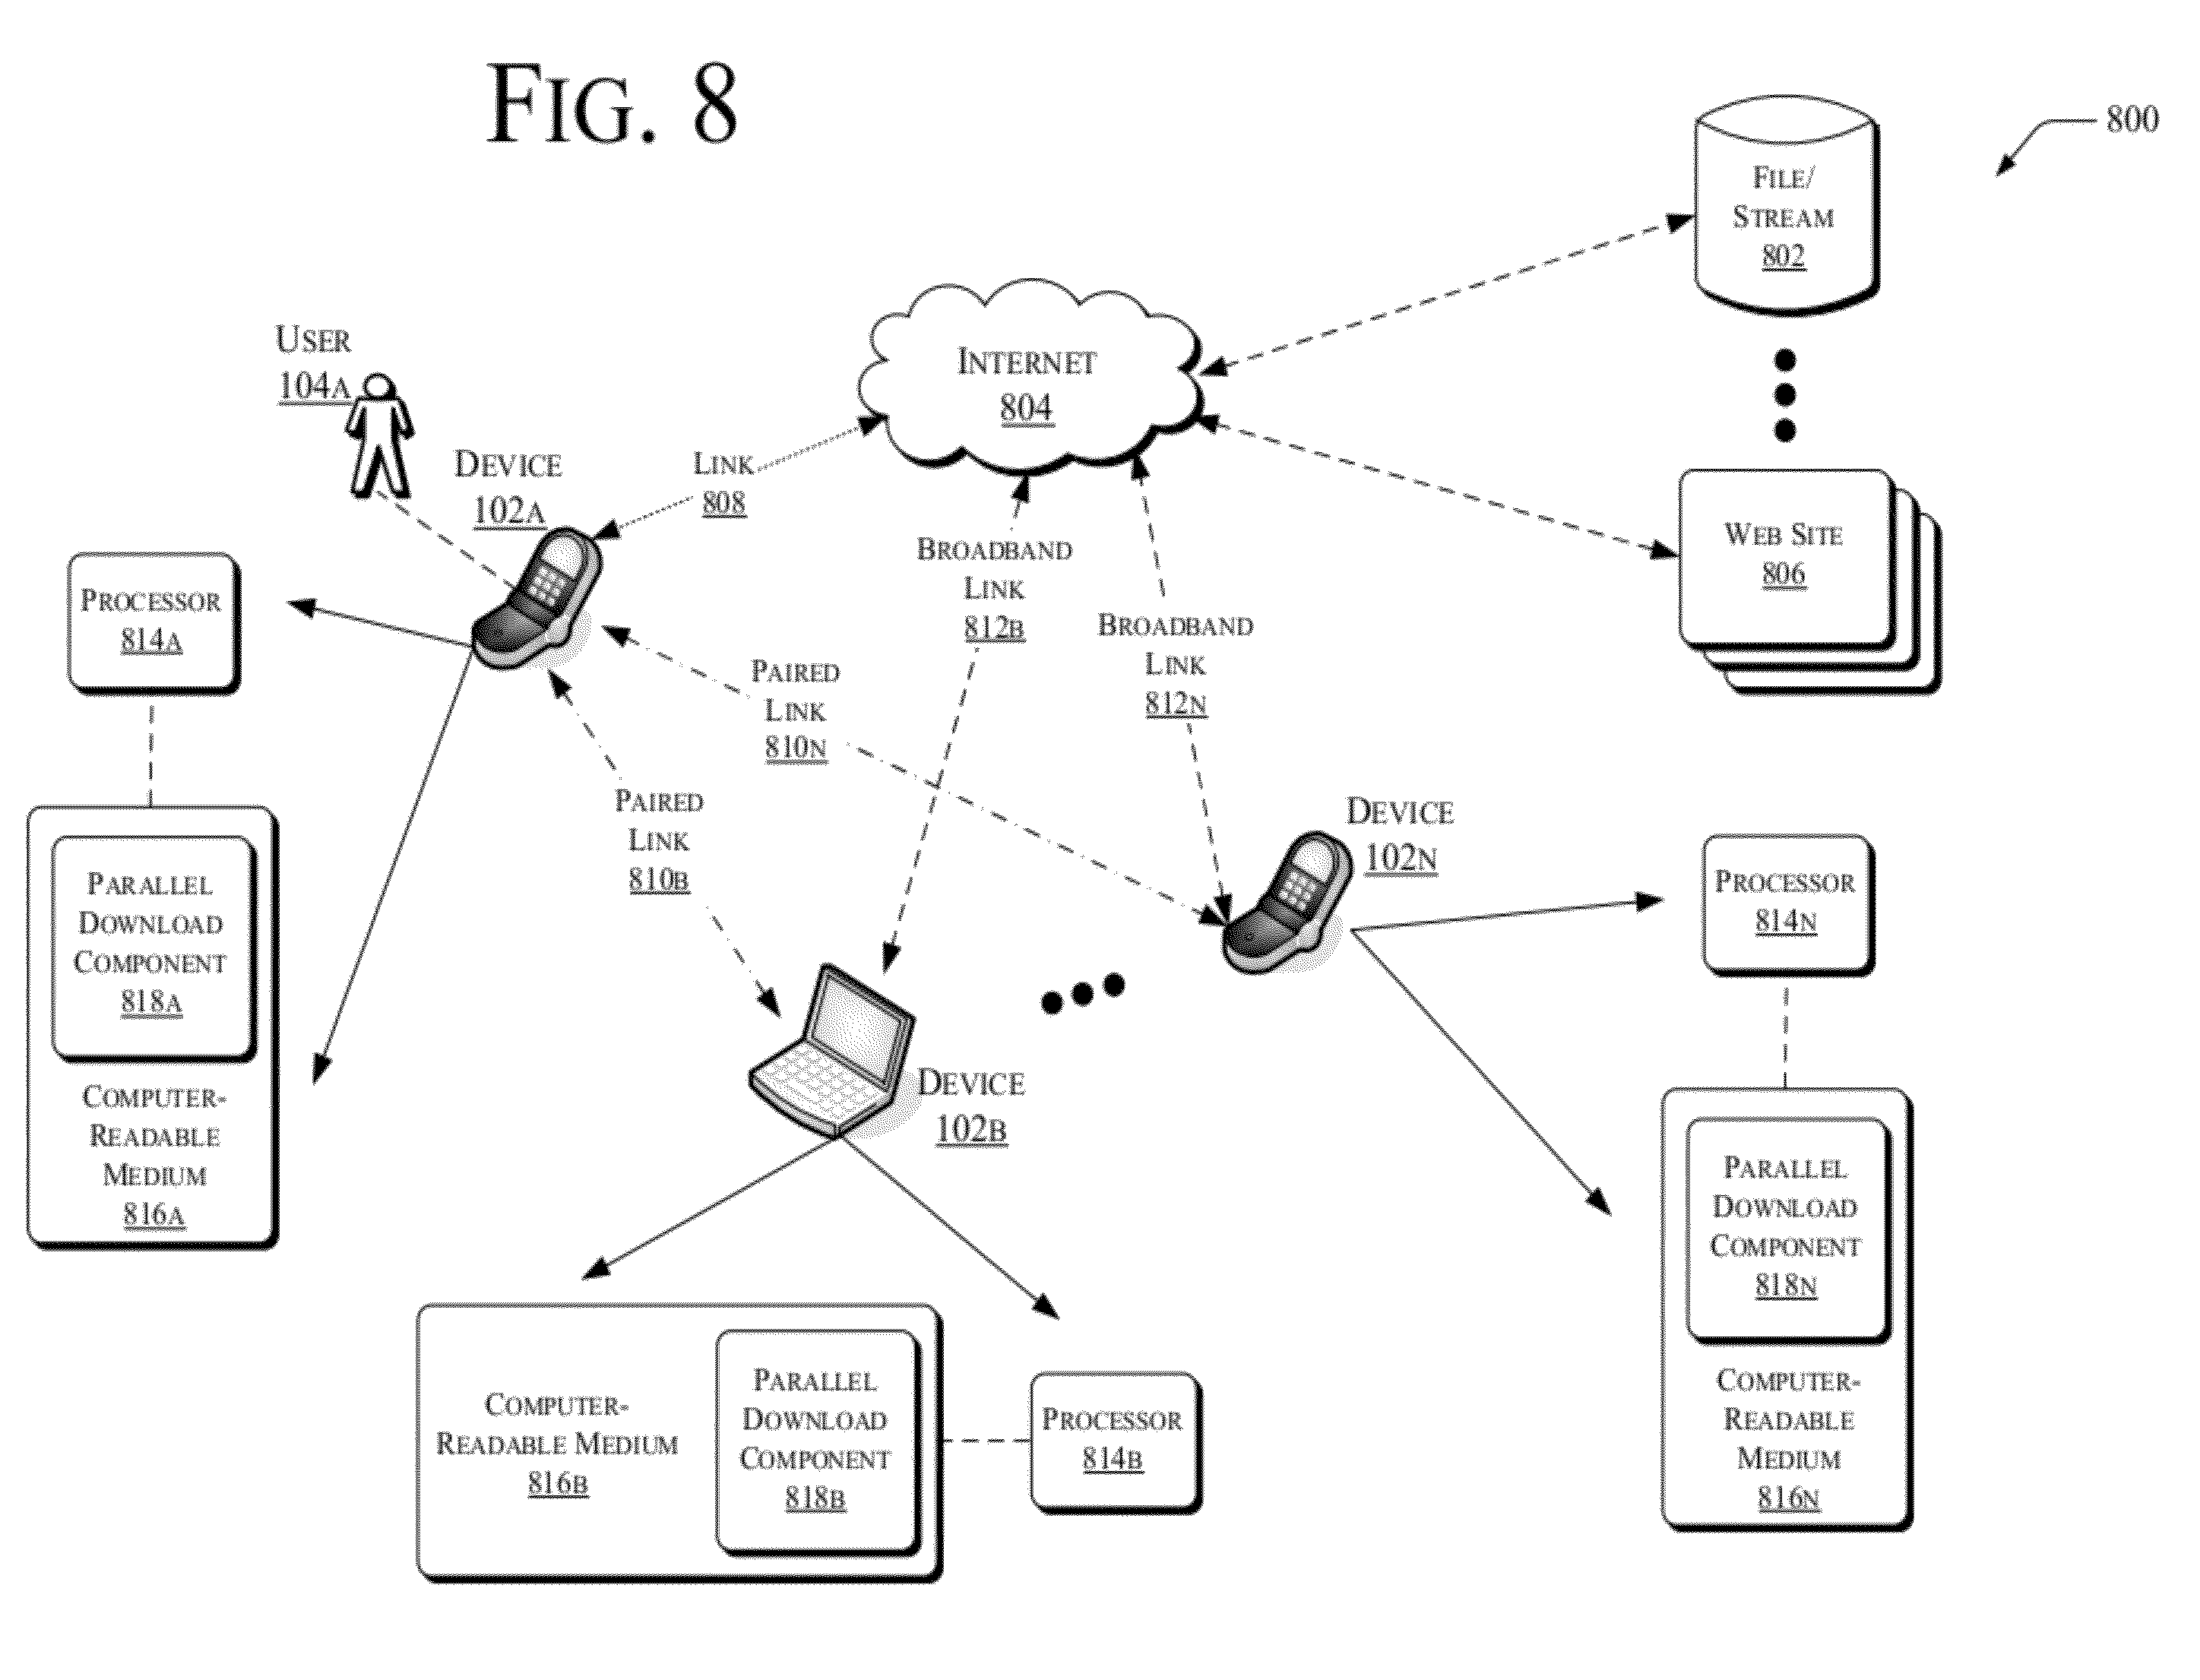 FIG. 8
800
FILE/
STREAM
802
INTERNET
804
USER
104A
DEVICE
102A
LINK
808
WEB SITE
806
BROADBAND
LINK
812B
BROADBAND
LINK
812N
PROCESSOR
814A
PAIRED
LINK
810N
PAIRED
LINK
810B
DEVICE
102N
PROCESSOR
814N
PARALLEL
DOWNLOAD
COMPONENT
818A
COMPUTER-
READABLE
MEDIUM
816A
DEVICE
102B
PARALLEL
DOWNLOAD
COMPONENT
818N
COMPUTER-
READABLE
MEDIUM
816N
COMPUTER-
READABLE MEDIUM
816B
PARALLEL
DOWNLOAD
COMPONENT
818B
PROCESSOR
814B